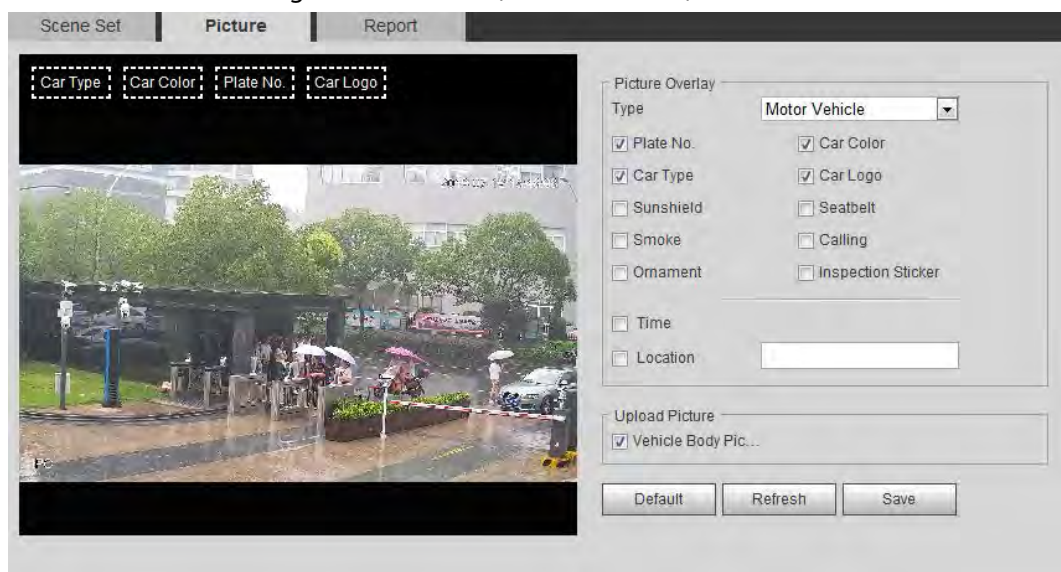 Scene Set Picture Report
Car Type Car Color Plate No. Car Logo
Picture Overlay
Type Motor Vehicle
Plate No. Car Color
Car Type Car Logo
Sunshield Seatbelt
Smoke Calling
Ornament Inspection Sticker
Time
Location
Upload Picture
Vehicle Body Pic...
Default Refresh Save